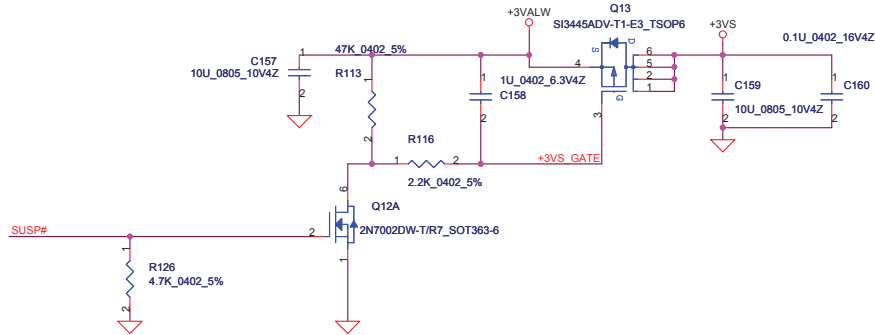 Q13
SI3445ADV-T1-E3_TSOP6
+3VALW
+3VS
0.1U_0402_16V4Z
C157
10U_0805_10V4Z
1
2
47K_0402_5%
R113
1
2
1U_0402_6.3V4Z
C158
1
2
S
D
G
4
3
6
5
2
1
C159
10U_0805_10V4Z
1
2
C160
1
2
R116
1
2
2.2K_0402_5%
+3VS_GATE
6
Q12A
2N7002DW-T/R7_SOT363-6
2
1
SUSP#
R126
4.7K_0402_5%
1
2